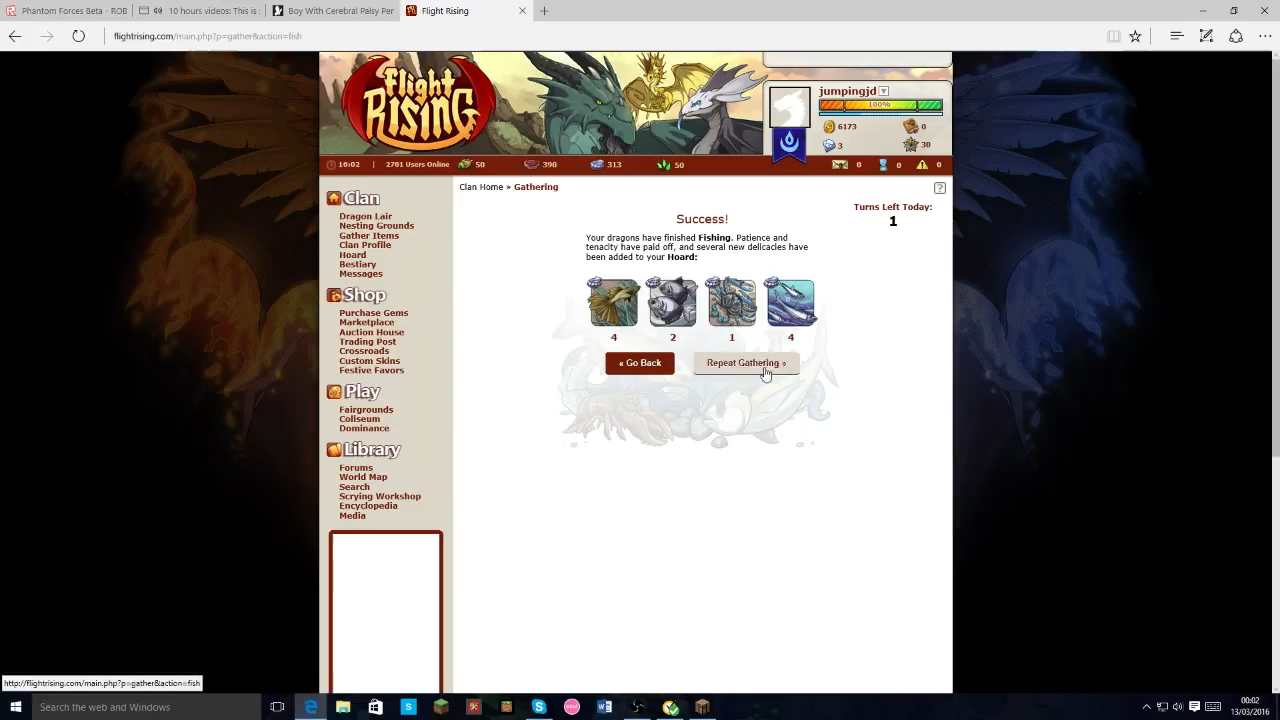 Phantom Forces Beta - ROB
10 hours videos: This is
Boy With Cerebral Palsy Per
Flight Rising
flightrising.com/main.php?p=gather&action=fish
Flight
RISING
jumpingjd
100%
6173
0
3
30
16:02 | 2701 Users Online 50 390 313 50 0 0 0
Clan
Dragon Lair
Nesting Grounds
Gather Items
Clan Profile
Hoard
Bestiary
Messages
Shop
Purchase Gems
Marketplace
Auction House
Trading Post
Crossroads
Custom Skins
Festive Favors
Play
Fairgrounds
Coliseum
Dominance
Library
Forums
World Map
Search
Scrying Workshop
Encyclopedia
Media
Clan Home » Gathering
?
Turns Left Today:
1
Success!
Your dragons have finished Fishing. Patience and
tenacity have paid off, and several new delicacies have
been added to your Hoard:
4 2 1 4
« Go Back
Repeat Gathering »
http://flightrising.com/main.php?p=gather&action=fish
Search the web and Windows
00:02
13/03/2016